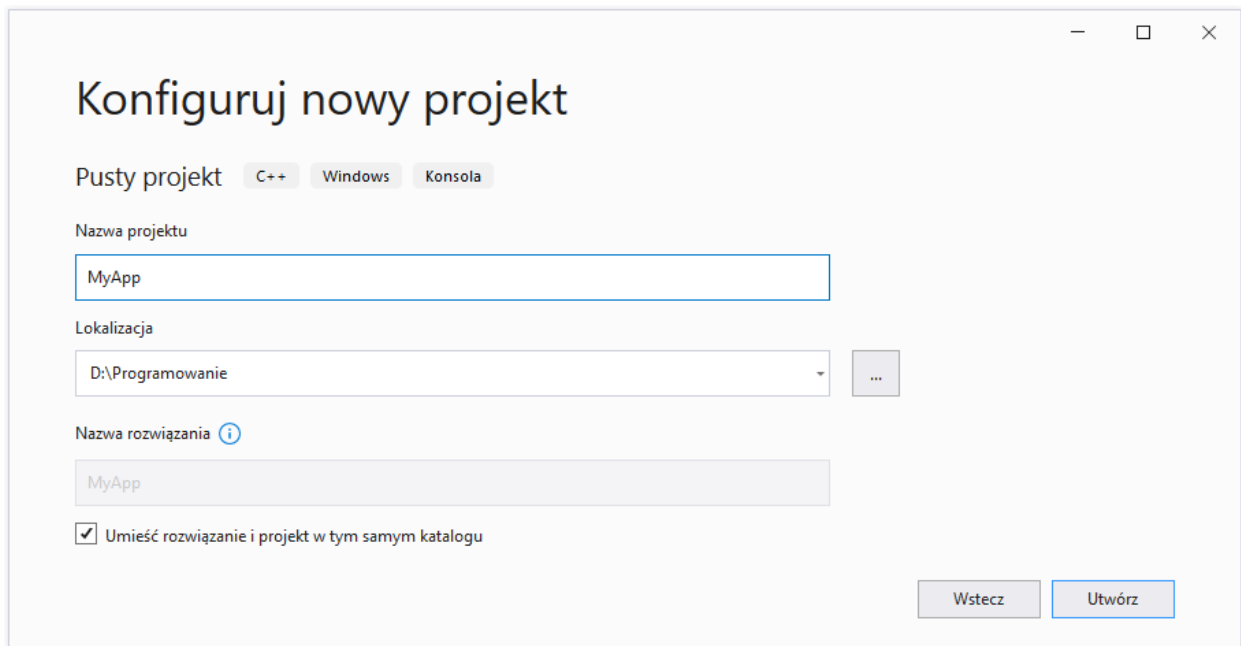 Konfiguruj nowy projekt
Pusty projekt C++ Windows Konsola
Nazwa projektu
MyApp
Lokalizacja
D:\Programowanie
...
Nazwa rozwiązania
MyApp
Umieść rozwiązanie i projekt w tym samym katalogu
Wstecz Utwórz